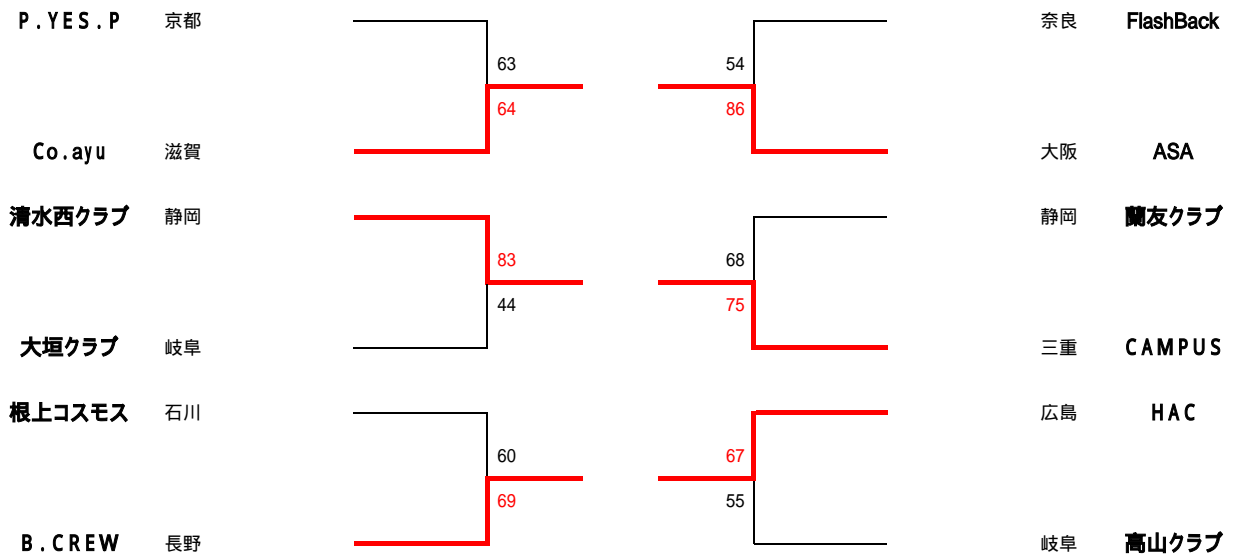 P.YES.P 京都 奈良 FlashBack
63 54
64 86
Co.ayu 滋賀 大阪 ASA
清水西クラブ 静岡 静岡 蘭友クラブ
83 68
44 75
大垣クラブ 岐阜 三重 CAMPUS
根上コスモス 石川 広島 HAC
60 67
69 55
B.CREW 長野 岐阜 高山クラブ